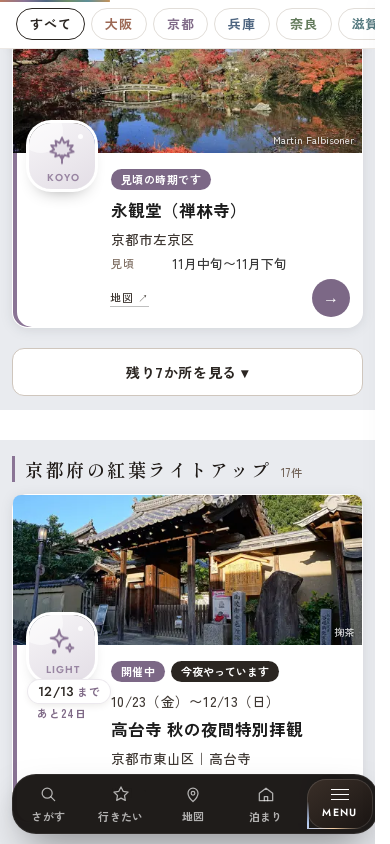 すべて
大阪
京都
兵庫
奈良
滋賀
Martin Falbisoner
KOYO
見頃の時期です
永観堂（禅林寺）
京都市左京区
見頃 11月中旬〜11月下旬
地図 ↗
→
残り7か所を見る ▾
京都府の紅葉ライトアップ 17件
掬茶
LIGHT
12/13 まで
あと24日
開催中
今夜やっています
10/23（金）〜12/13（日）
高台寺 秋の夜間特別拝観
京都市東山区｜高台寺
さがす
行きたい
地図
泊まり
MENU